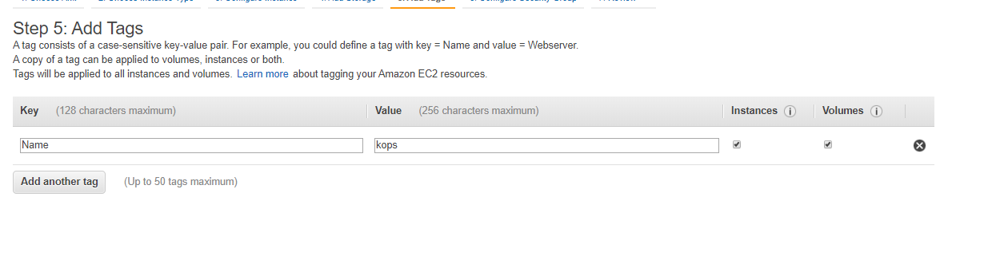 Step 5: Add Tags
A tag consists of a case-sensitive key-value pair. For example, you could define a tag with key = Name and value = Webserver.
A copy of a tag can be applied to volumes, instances or both.
Tags will be applied to all instances and volumes. Learn more about tagging your Amazon EC2 resources.
Key (128 characters maximum) Value (256 characters maximum) Instances i Volumes i
Name kops
Add another tag (Up to 50 tags maximum)